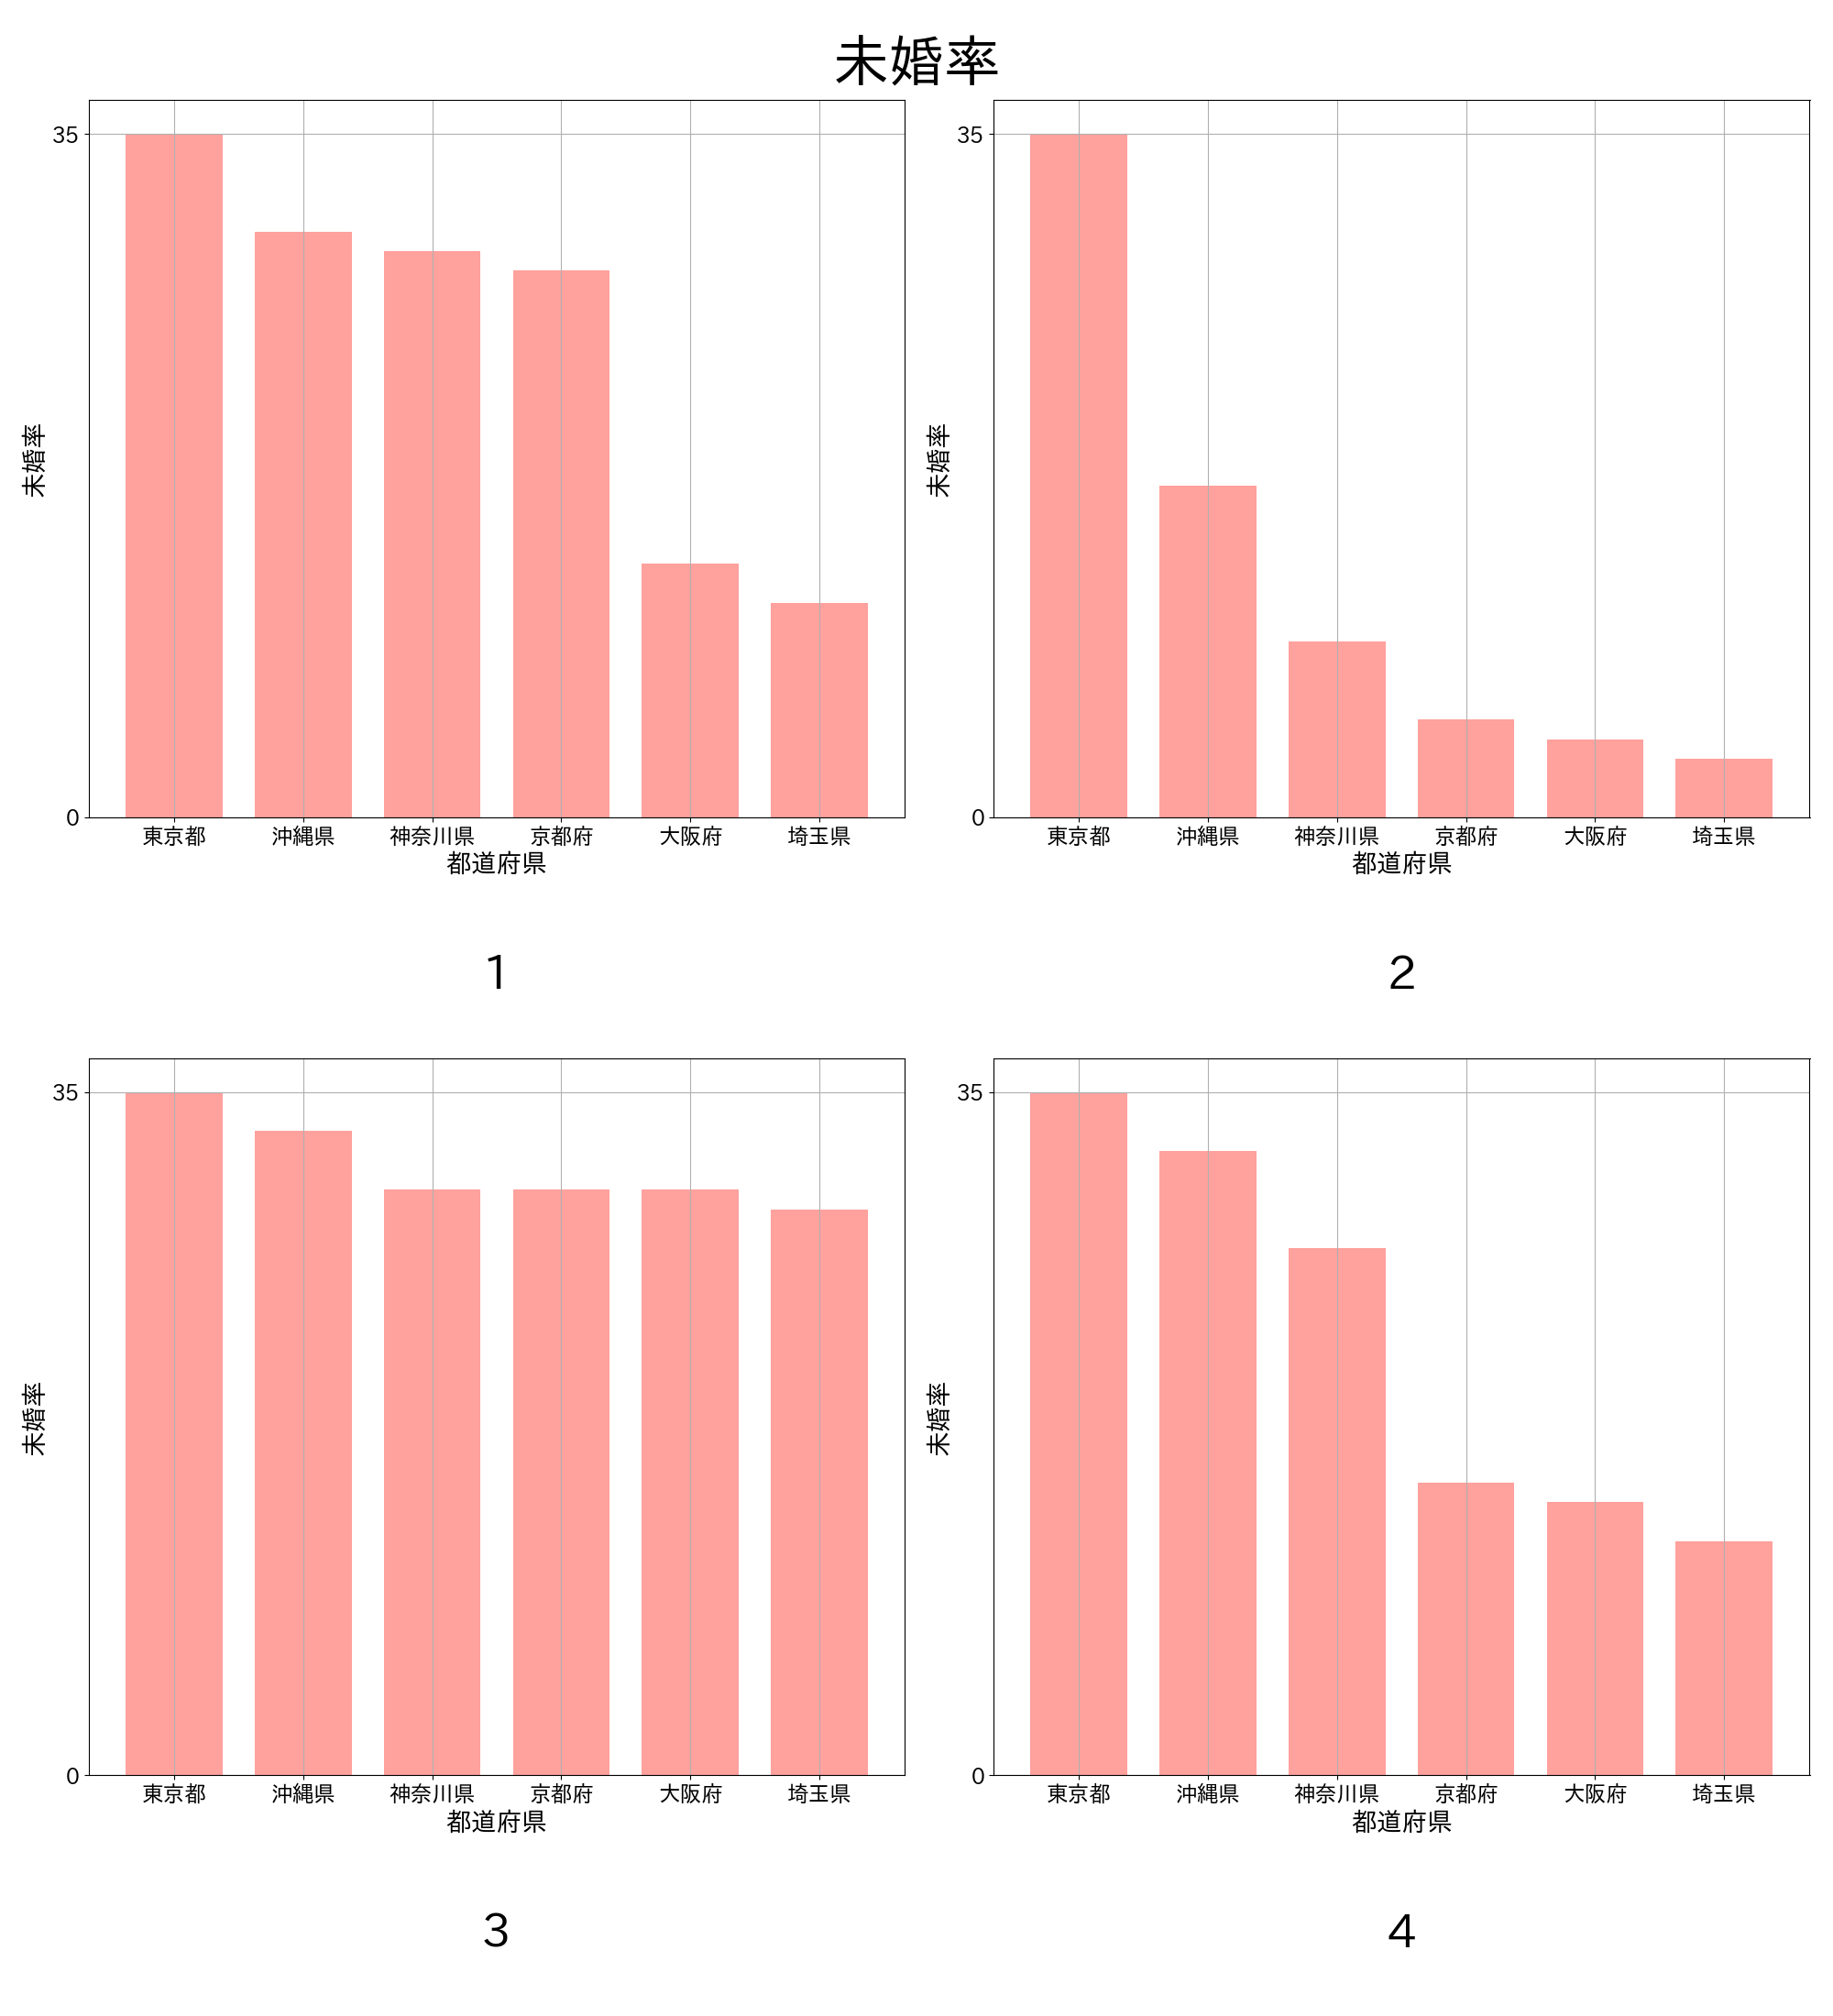 未婚率
35
0
未婚率
東京都 沖縄県 神奈川県 京都府 大阪府 埼玉県
都道府県
1
35
0
未婚率
東京都 沖縄県 神奈川県 京都府 大阪府 埼玉県
都道府県
2
35
0
未婚率
東京都 沖縄県 神奈川県 京都府 大阪府 埼玉県
都道府県
3
35
0
未婚率
東京都 沖縄県 神奈川県 京都府 大阪府 埼玉県
都道府県
4